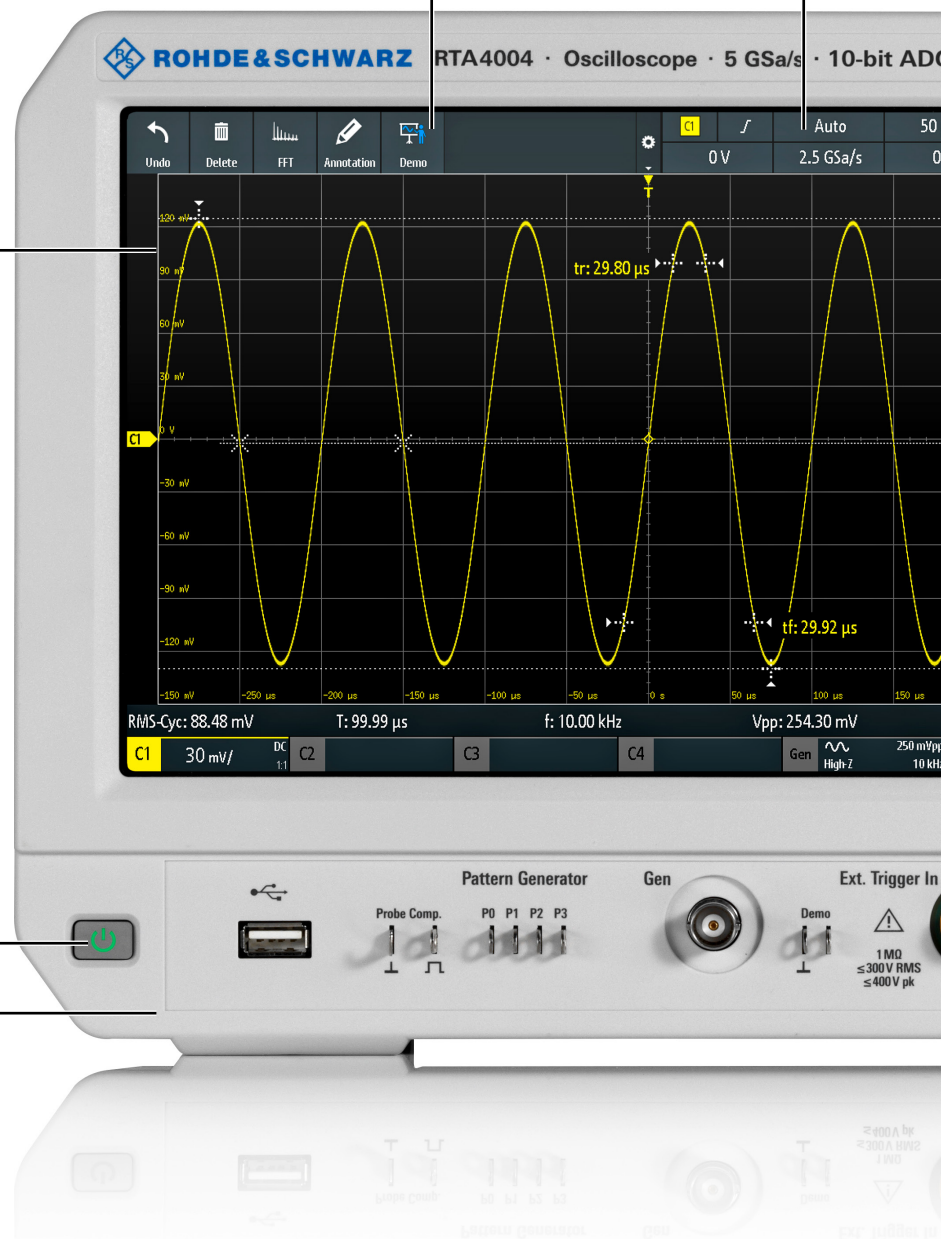 ROHDE&SCHWARZ RTA4004 · Oscilloscope · 5 GSa/s · 10-bit ADC
C1 Auto 50
Undo Delete FFT Annotation Demo
0 V 2.5 GSa/s 0
T
120 mV
90 mV
tr: 29.80 µs
60 mV
30 mV
0 V
C1
-30 mV
-60 mV
-90 mV
tf: 29.92 µs
-120 mV
-150 mV -250 µs -200 µs -150 µs -100 µs -50 µs 0 s 50 µs 100 µs 150 µs
RMS-Cyc: 88.48 mV T: 99.99 µs f: 10.00 kHz Vpp: 254.30 mV
C1 30 mV/ DC 1:1 C2 C3 C4 Gen High-Z 250 mVpp 10 kHz
Pattern Generator Gen Ext. Trigger In
Probe Comp. P0 P1 P2 P3 Demo
1 MΩ
≤300 V RMS
≤400 V pk